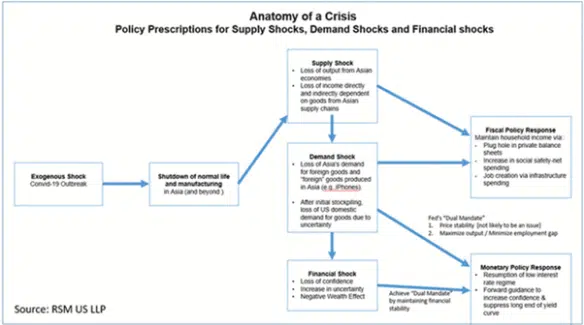 Anatomy of a Crisis
Policy Prescriptions for Supply Shocks, Demand Shocks and Financial shocks
Supply Shock
• Loss of output from Asian
economies
• Loss of income directly
and indirectly dependent
on goods from Asian
supply chains
Fiscal Policy Response
Maintain household income via:
• Plug hole in private balance
sheets
• Increase in social safety-net
spending
• Job creation via infrastructure
spending
Exogenous Shock
Convid-19 Outbreak
Shutdown of normal life
and manufacturing
in Asia (and beyond )
Demand Shock
• Loss of Asia's demand
for foreign goods and
"foreign" goods produced
in Asia (e.g. iPhones)
• After initial stockpiling,
loss of US domestic
demand for goods due to
uncertainty
Fed's "Dual Mandate"
1. Price stability (not likely to be an issue)
2. Maximize output / Minimize employment gap
Financial Shock
• Loss of confidence
• Increase in uncertainty
• Negative Wealth Effect
Achieve "Dual Mandate"
by maintaining financial
stability
Monetary Policy Response
• Resumption of low interest
rate regime
• Forward guidance to
increase confidence &
suppress long end of yield
curve
Source: RSM US LLP